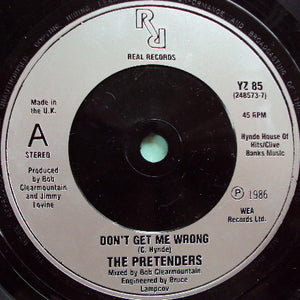 REAL RECORDS
YZ 85
(248573-7)
Made in
the U.K.
45 RPM
A
STEREO
Hynde House Of
Hits/Clive
Banks Music
Produced
by Bob
Clearmountain
and Jimmy
Iovine
P 1986
WEA
Records Ltd.
DON'T GET ME WRONG
(C. Hynde)
THE PRETENDERS
Mixed by Bob Clearmountain
Engineered by Bruce
Lampcov